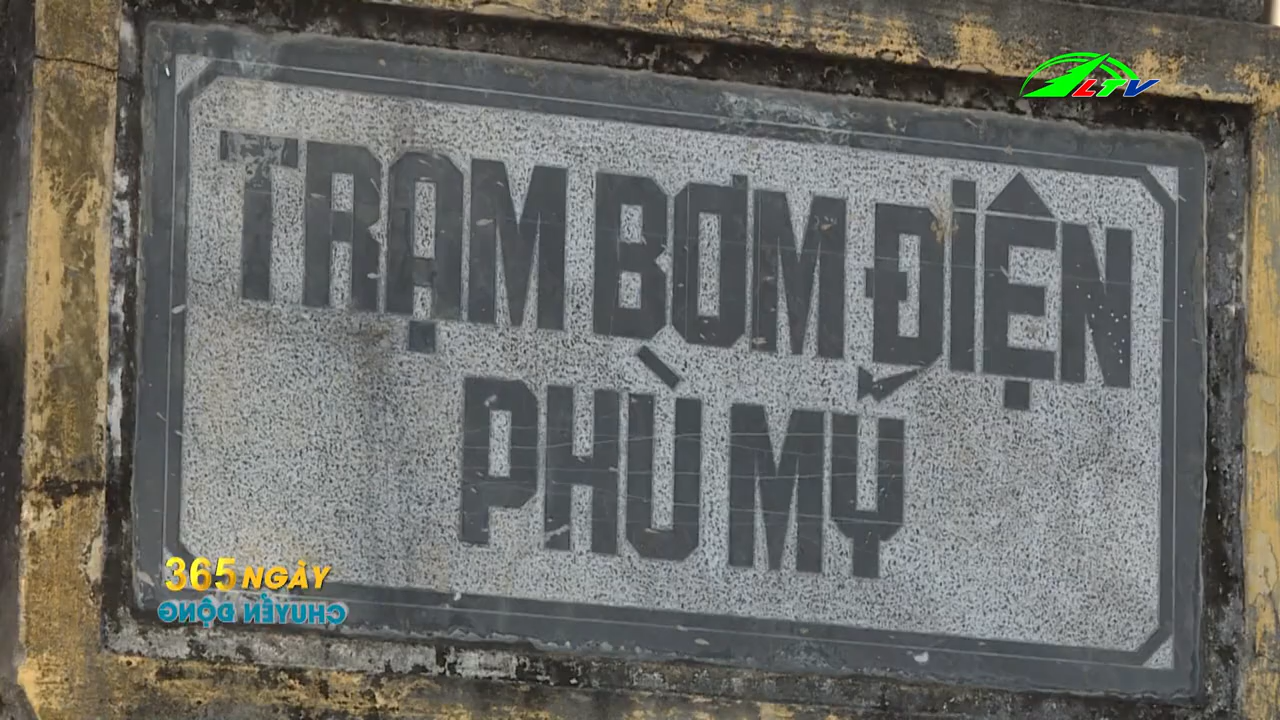 LTV
TRẠM BƠM ĐIỆN
PHÙ MỸ
365 NGÀY
CHUYỂN ĐỘNG